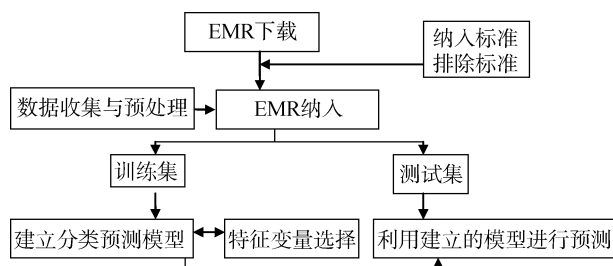 EMR下载
纳入标准
排除标准
数据收集与预处理
EMR纳入
训练集
测试集
建立分类预测模型
特征变量选择
利用建立的模型进行预测